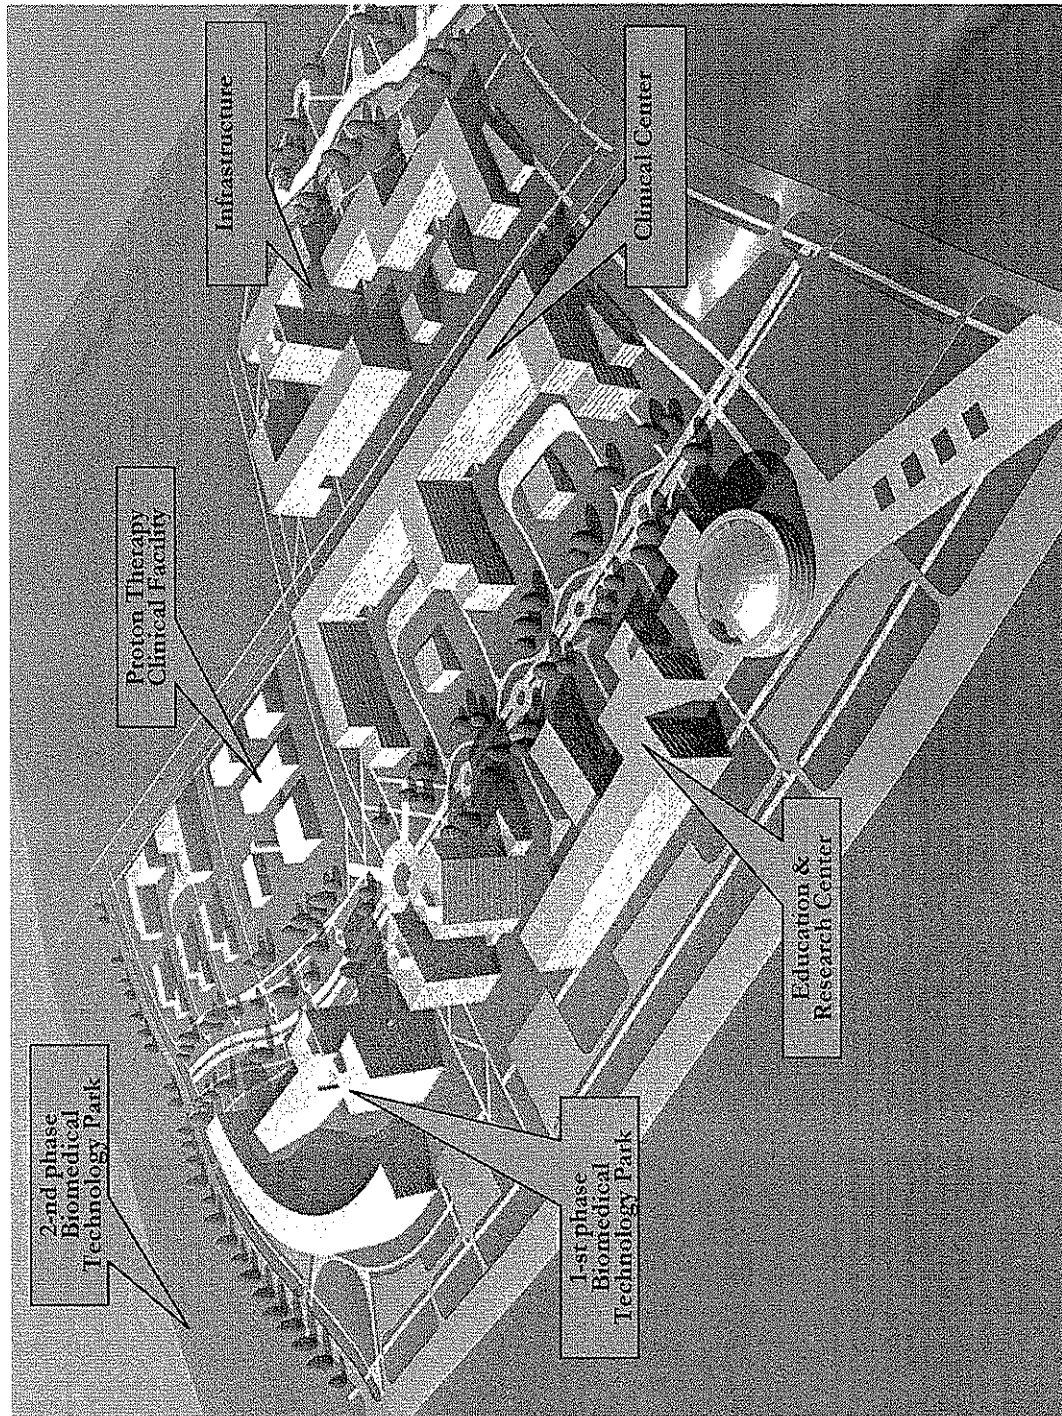 2-nd phase
Biomedical
Technology Park
Proton Therapy
Clinical Facility
Infrastructure
1-st phase
Biomedical
Technology Park
Education &
Research Center
Clinical Center